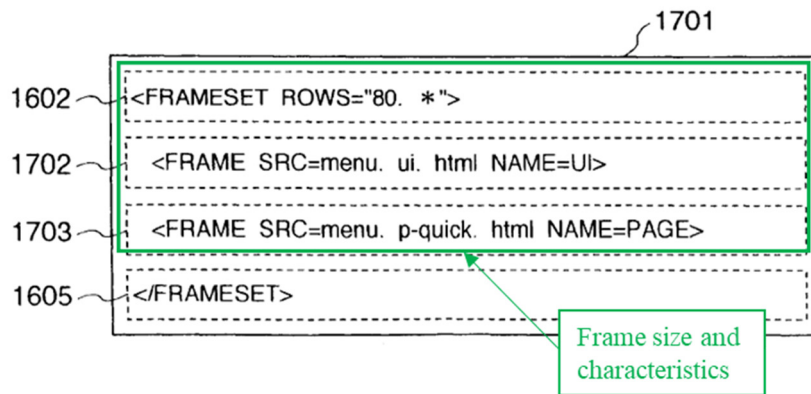 1701
1602 <FRAMESET ROWS="80. *">
1702 <FRAME SRC=menu. ui. html NAME=UI>
1703 <FRAME SRC=menu. p-quick. html NAME=PAGE>
1605 </FRAMESET>
Frame size and
characteristics